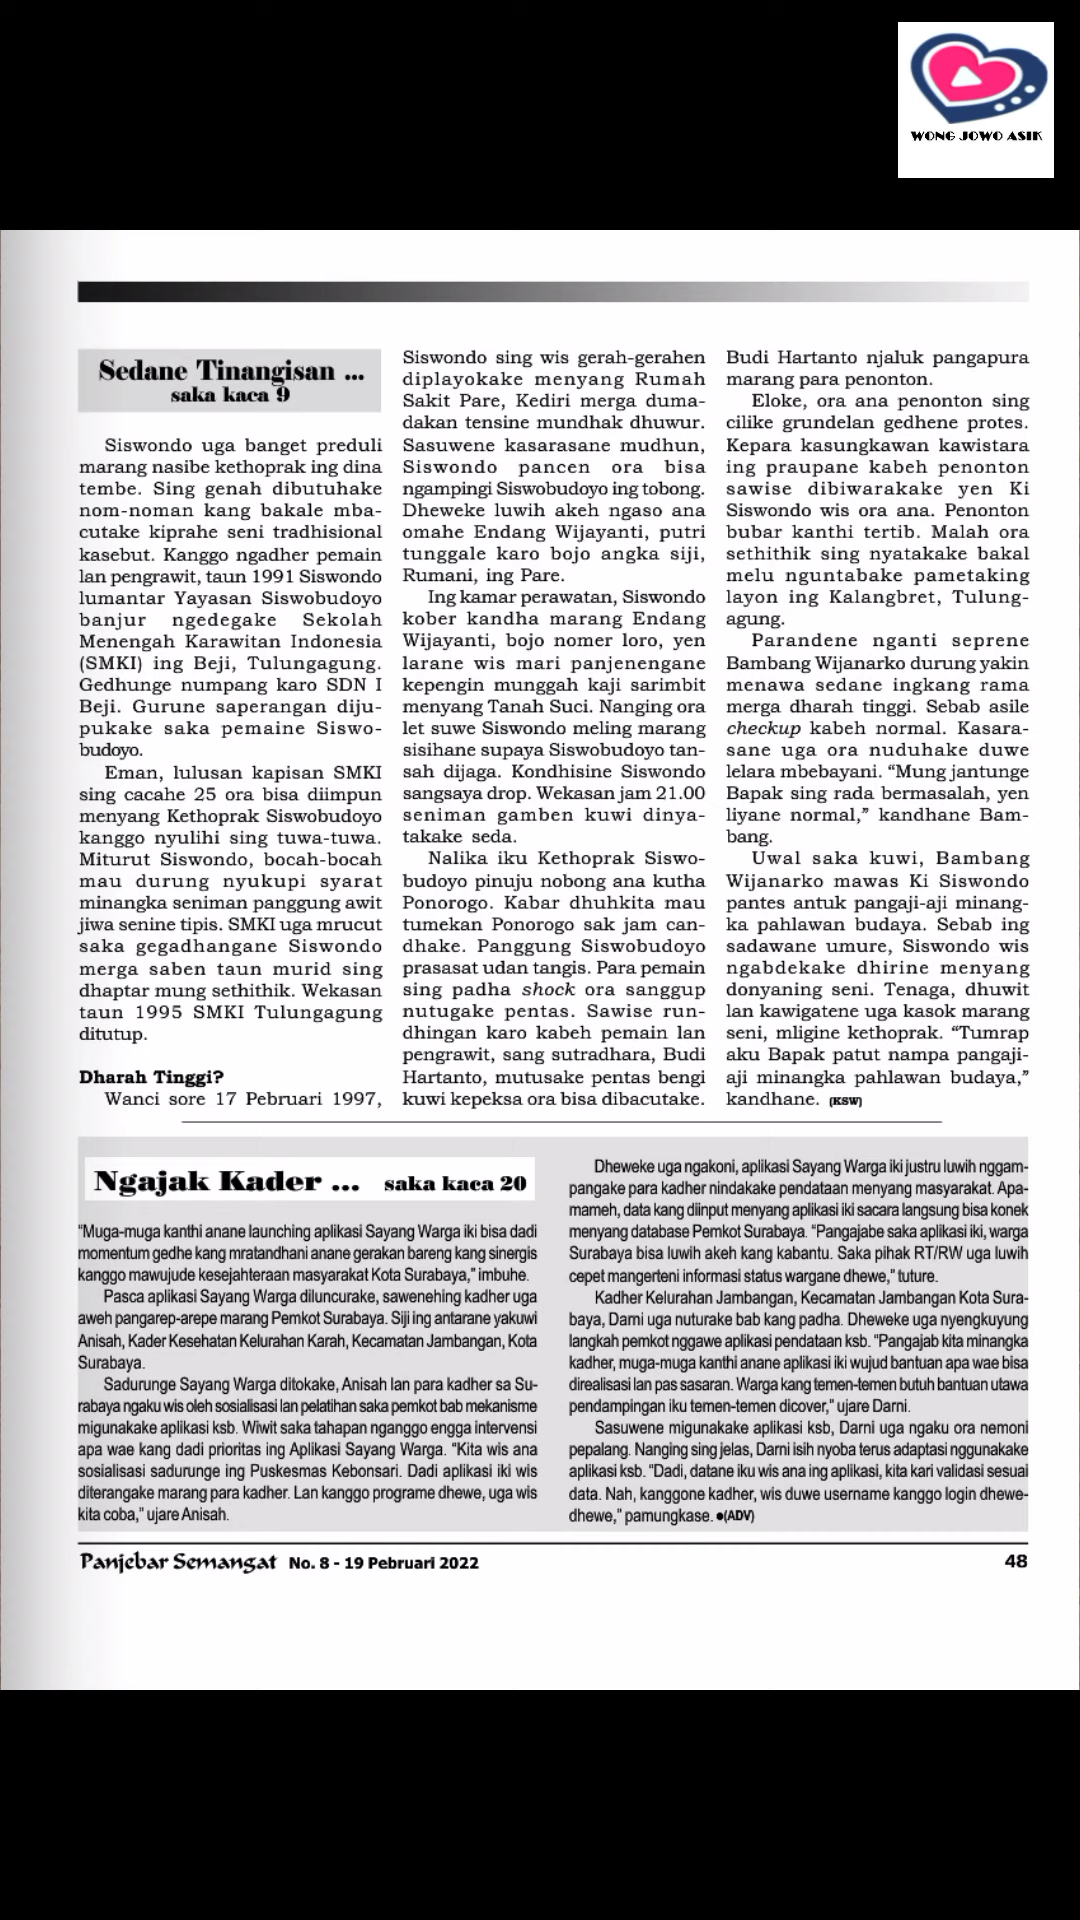 WONG JOWO ASIK
Sedane Tinangisan ...
saka kaca 9
Siswondo uga banget preduli
marang nasibe kethoprak ing dina
tembe. Sing genah dibutuhake
nom-noman kang bakale mba-
cutake kiprahe seni tradhisional
kasebut. Kanggo ngadher pemain
lan pengrawit, taun 1991 Siswondo
lumantar Yayasan Siswobudoyo
banjur ngedegake Sekolah
Menengah Karawitan Indonesia
(SMKI) ing Beji, Tulungagung.
Gedhunge numpang karo SDN I
Beji. Gurune saperangan diju-
pukake saka pemaine Siswo-
budoyo.
Eman, lulusan kapisan SMKI
sing cacahe 25 ora bisa diimpun
menyang Kethoprak Siswobudoyo
kanggo nyulihi sing tuwa-tuwa.
Miturut Siswondo, bocah-bocah
mau durung nyukupi syarat
minangka seniman panggung awit
jiwa senine tipis. SMKI uga mrucut
saka gegadhangane Siswondo
merga saben taun murid sing
dhaptar mung sethithik. Wekasan
taun 1995 SMKI Tulungagung
ditutup.
Dharah Tinggi?
Wanci sore 17 Pebruari 1997,
Siswondo sing wis gerah-gerahen
diplayokake menyang Rumah
Sakit Pare, Kediri merga duma-
dakan tensine mundhak dhuwur.
Sasuwene kasarasane mudhun,
Siswondo pancen ora bisa
ngampingi Siswobudoyo ing tobong.
Dheweke luwih akeh ngaso ana
omahe Endang Wijayanti, putri
tunggale karo bojo angka siji,
Rumani, ing Pare.
Ing kamar perawatan, Siswondo
kober kandha marang Endang
Wijayanti, bojo nomer loro, yen
larane wis mari panjenengane
kepengin munggah kaji sarimbit
menyang Tanah Suci. Nanging ora
let suwe Siswondo meling marang
sisihane supaya Siswobudoyo tan-
sah dijaga. Kondhisine Siswondo
sangsaya drop. Wekasan jam 21.00
seniman gamben kuwi dinya-
takake seda.
Nalika iku Kethoprak Siswo-
budoyo pinuju nobong ana kutha
Ponorogo. Kabar dhuhkita mau
tumekan Ponorogo sak jam can-
dhake. Panggung Siswobudoyo
prasasat udan tangis. Para pemain
sing padha shock ora sanggup
nutugake pentas. Sawise run-
dhingan karo kabeh pemain lan
pengrawit, sang sutradhara, Budi
Hartanto, mutusake pentas bengi
kuwi kepeksa ora bisa dibacutake.
Budi Hartanto njaluk pangapura
marang para penonton.
Eloke, ora ana penonton sing
cilike grundelan gedhene protes.
Kepara kasungkawan kawistara
ing praupane kabeh penonton
sawise dibiwarakake yen Ki
Siswondo wis ora ana. Penonton
bubar kanthi tertib. Malah ora
sethithik sing nyatakake bakal
melu nguntabake pametaking
layon ing Kalangbret, Tulung-
agung.
Parandene nganti seprene
Bambang Wijanarko durung yakin
menawa sedane ingkang rama
merga dharah tinggi. Sebab asile
checkup kabeh normal. Kasara-
sane uga ora nuduhake duwe
lelara mbebayani. “Mung jantunge
Bapak sing rada bermasalah, yen
liyane normal,” kandhane Bam-
bang.
Uwal saka kuwi, Bambang
Wijanarko mawas Ki Siswondo
pantes antuk pangaji-aji minang-
ka pahlawan budaya. Sebab ing
sadawane umure, Siswondo wis
ngabdekake dhirine menyang
donyaning seni. Tenaga, dhuwit
lan kawigatene uga kasok marang
seni, mligine kethoprak. “Tumrap
aku Bapak patut nampa pangaji-
aji minangka pahlawan budaya,”
kandhane. (KSW)
Ngajak Kader ... saka kaca 20
“Muga-muga kanthi anane launching aplikasi Sayang Warga iki bisa dadi
momentum gedhe kang mratandhani anane gerakan bareng kang sinergis
kanggo mawujude kesejahteraan masyarakat Kota Surabaya,” imbuhe.
Pasca aplikasi Sayang Warga diluncurake, sawenehing kadher uga
aweh pangarep-arepe marang Pemkot Surabaya. Siji ing antarane yakuwi
Anisah, Kader Kesehatan Kelurahan Karah, Kecamatan Jambangan, Kota
Surabaya.
Sadurunge Sayang Warga ditokake, Anisah lan para kadher sa Su-
rabaya ngaku wis oleh sosialisasi lan pelatihan saka pemkot bab mekanisme
migunakake aplikasi ksb. Wiwit saka tahapan nganggo engga intervensi
apa wae kang dadi prioritas ing Aplikasi Sayang Warga. “Kita wis ana
sosialisasi sadurunge ing Puskesmas Kebonsari. Dadi aplikasi iki wis
diterangake marang para kadher. Lan kanggo programe dhewe, uga wis
kita coba,” ujare Anisah.
Dheweke uga ngakoni, aplikasi Sayang Warga iki justru luwih nggam-
pangake para kadher nindakake pendataan menyang masyarakat. Apa-
mameh, data kang diinput menyang aplikasi iki sacara langsung bisa konek
menyang database Pemkot Surabaya. “Pangajabe saka aplikasi iki, warga
Surabaya bisa luwih akeh kang kabantu. Saka pihak RT/RW uga luwih
cepet mangerteni informasi status wargane dhewe,” tuture.
Kadher Kelurahan Jambangan, Kecamatan Jambangan Kota Sura-
baya, Darni uga nuturake bab kang padha. Dheweke uga nyengkuyung
langkah pemkot nggawe aplikasi pendataan ksb. “Pangajab kita minangka
kadher, muga-muga kanthi anane aplikasi iki wujud bantuan apa wae bisa
direalisasi lan pas sasaran. Warga kang temen-temen butuh bantuan utawa
pendampingan iku temen-temen dicover,” ujare Darni.
Sasuwene migunakake aplikasi ksb, Darni uga ngaku ora nemoni
pepalang. Nanging sing jelas, Darni isih nyoba terus adaptasi nggunakake
aplikasi ksb. “Dadi, datane iku wis ana ing aplikasi, kita kari validasi sesuai
data. Nah, kanggone kadher, wis duwe username kanggo login dhewe-
dhewe,” pamungkase. ●(ADV)
Panjebar Semangat No. 8 - 19 Pebruari 2022
48